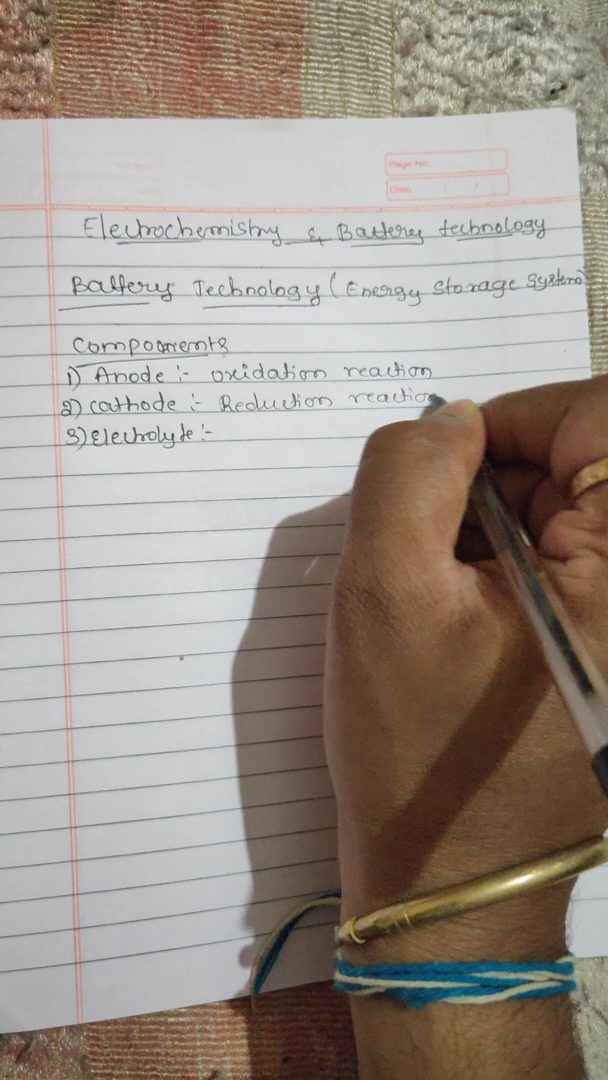 Page No.
Date: / /
Electrochemistry & Battery technology
Battery Technology (Energy Storage System)
Components
1) Anode :- oxidation reaction
2) cathode :- Reduction reaction
3) Electrolyte :-